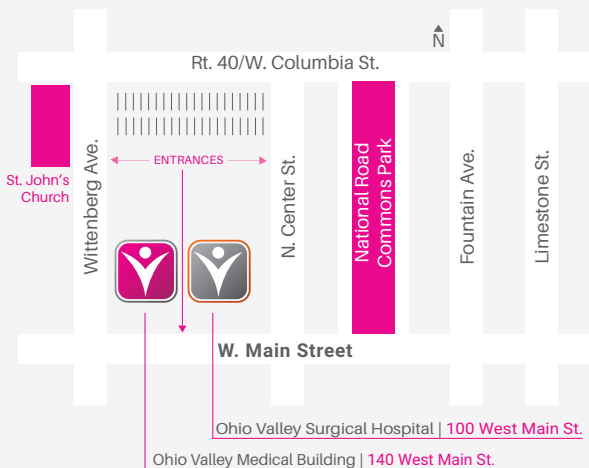 N
Rt. 40/W. Columbia St.
St. John's
Church
Wittenberg Ave.
ENTRANCES
N. Center St.
National Road
Commons Park
Fountain Ave.
Limestone St.
W. Main Street
Ohio Valley Surgical Hospital | 100 West Main St.
Ohio Valley Medical Building | 140 West Main St.